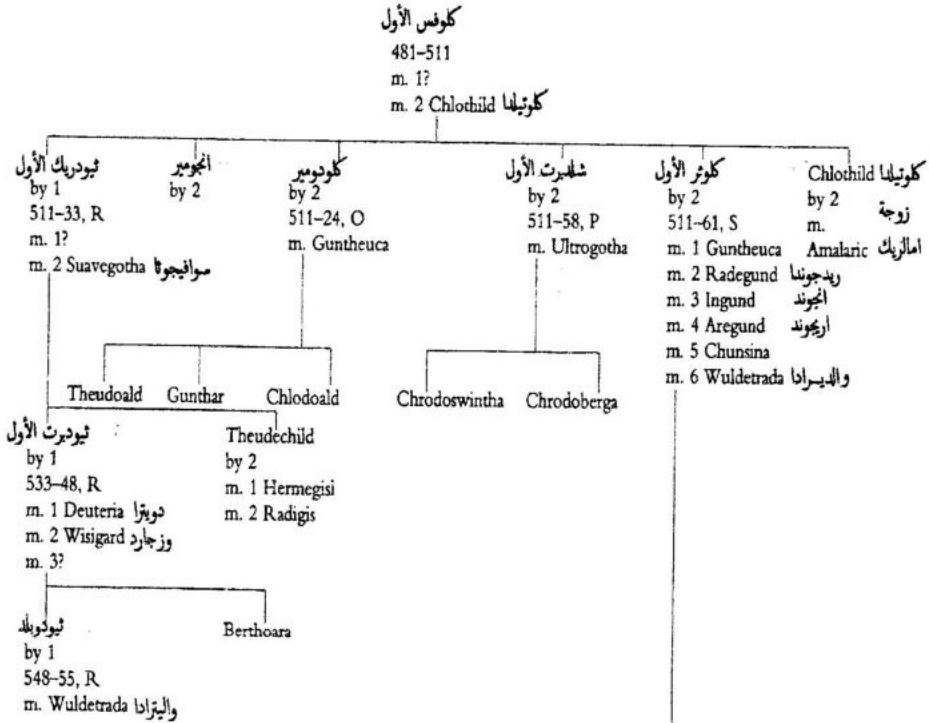 كلوفس الأول
481–511
m. 1?
m. 2 Chlothild كلوتيلدا
ثيودريك الأول
by 1
511–33, R
m. 1?
m. 2 Suavegotha سوافيجوثا
انجومير
by 2
كلودومير
by 2
511–24, O
m. Guntheuca
شلدبرت الأول
by 2
511–58, P
m. Ultrogotha
كلوثر الأول
by 2
511–61, S
m. 1 Guntheuca
m. 2 Radegund ريدجوندا
m. 3 Ingund انجوند
m. 4 Aregund اريجوند
m. 5 Chunsina
m. 6 Wuldetrada والديـرادا
Chlothild كلوتيلدا
by 2
m. زوجة
Amalaric امالريك
Theudoald
Gunthar
Chlodoald
Chrodoswintha
Chrodoberga
ثيودبرت الأول
by 1
533–48, R
m. 1 Deuteria دويترا
m. 2 Wisigard وزجارد
m. 3?
Theudechild
by 2
m. 1 Hermegisi
m. 2 Radigis
ثيودوبلد
by 1
548–55, R
m. Wuldetrada واليترادا
Berthoara